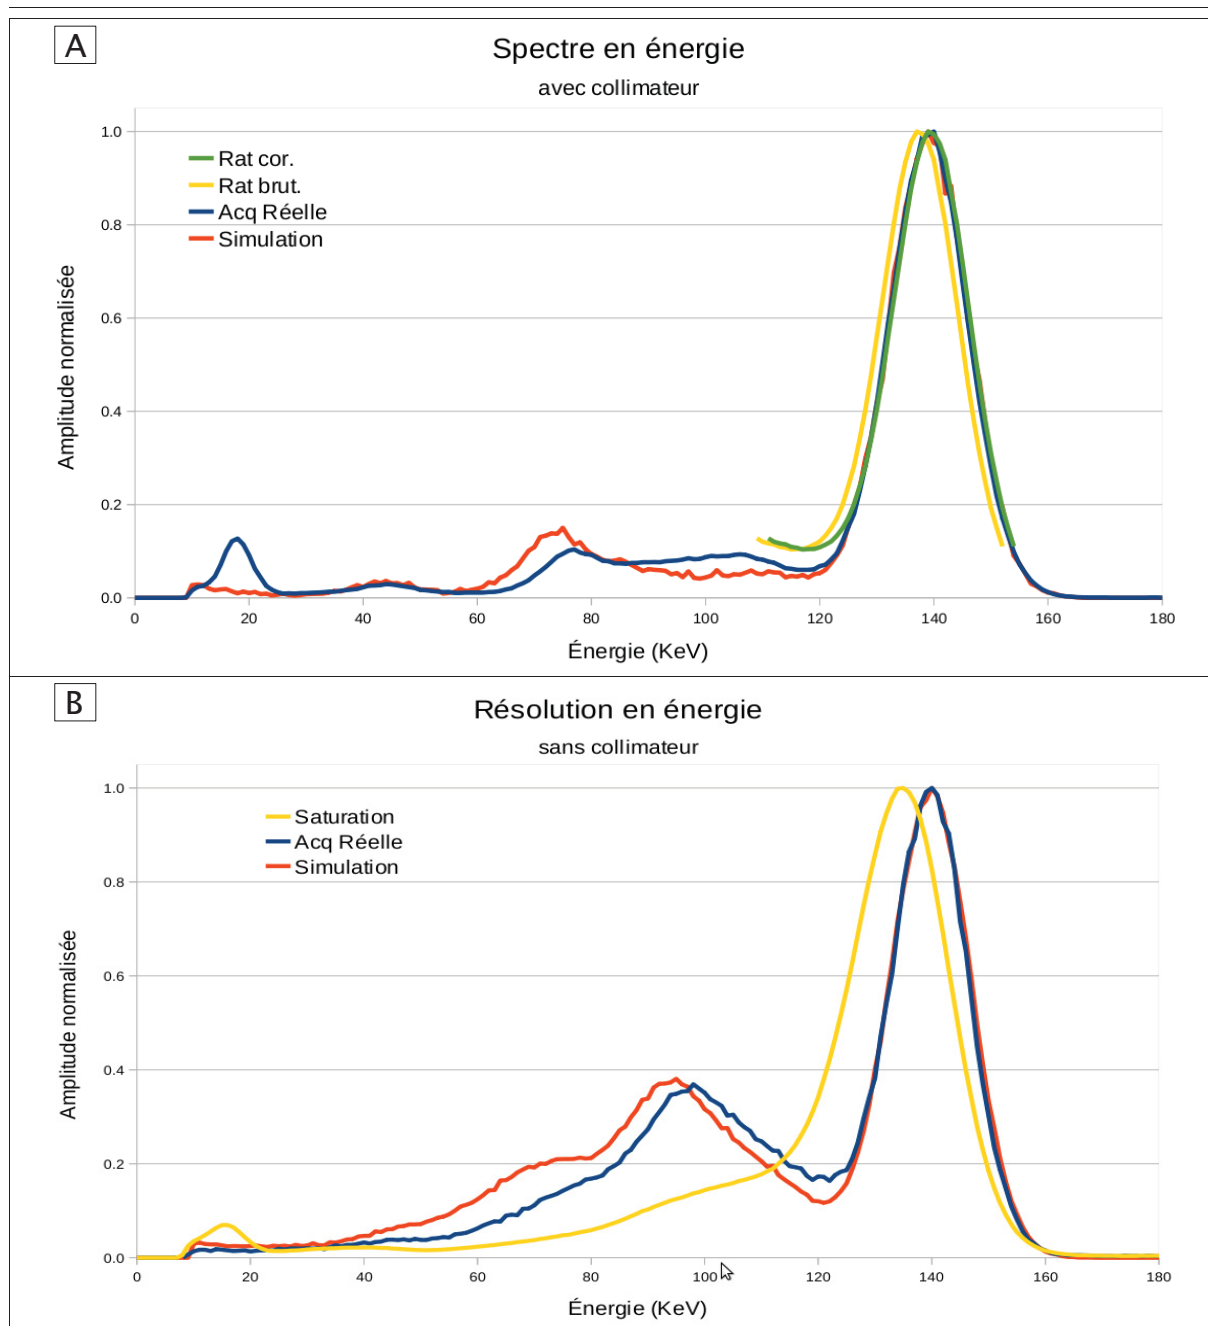 A
Spectre en énergie
avec collimateur
Rat cor.
Rat brut.
Acq Réelle
Simulation
Amplitude normalisée
1.0
0.8
0.6
0.4
0.2
0.0
0 20 40 60 80 100 120 140 160 180
Énergie (KeV)
B
Résolution en énergie
sans collimateur
Saturation
Acq Réelle
Simulation
Amplitude normalisée
1.0
0.8
0.6
0.4
0.2
0.0
0 20 40 60 80 100 120 140 160 180
Énergie (KeV)